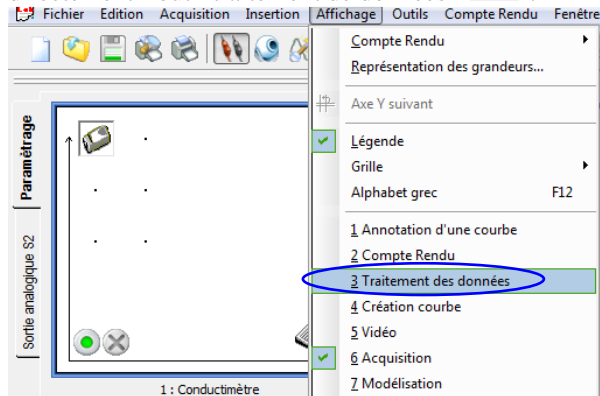 Fichier Edition Acquisition Insertion Affichage Outils Compte Rendu Fenêtre
Compte Rendu
Représentation des grandeurs...
Axe Y suivant
Légende
Grille
Alphabet grec F12
1 Annotation d'une courbe
2 Compte Rendu
3 Traitement des données
4 Création courbe
5 Vidéo
6 Acquisition
7 Modélisation
Paramètrage
Sortie analogique S2
1 : Conductimètre